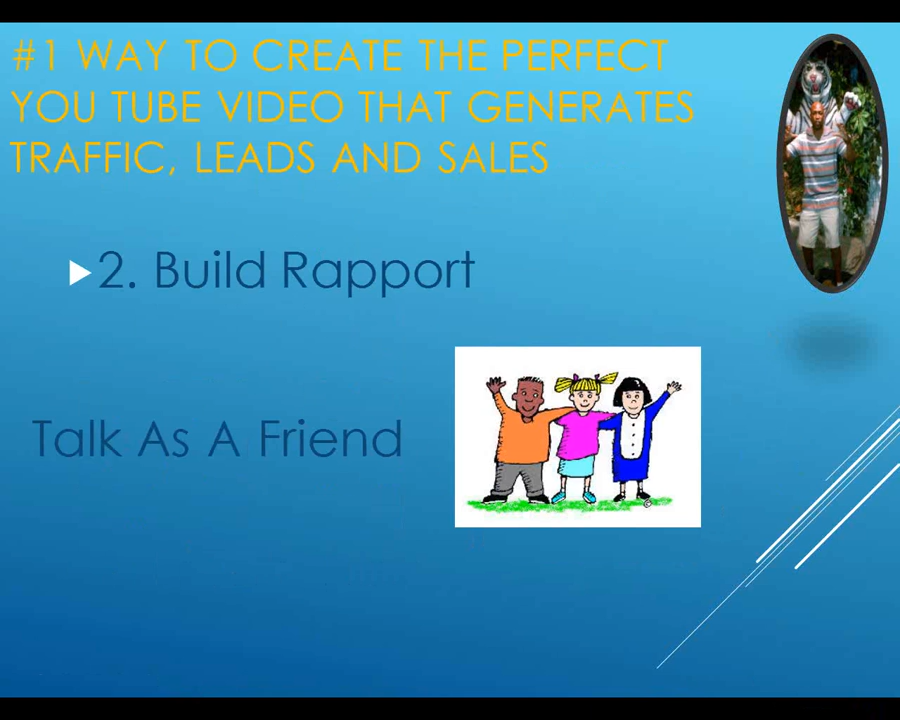 #1 WAY TO CREATE THE PERFECT
YOU TUBE VIDEO THAT GENERATES
TRAFFIC, LEADS AND SALES
2. Build Rapport
Talk As A Friend
©